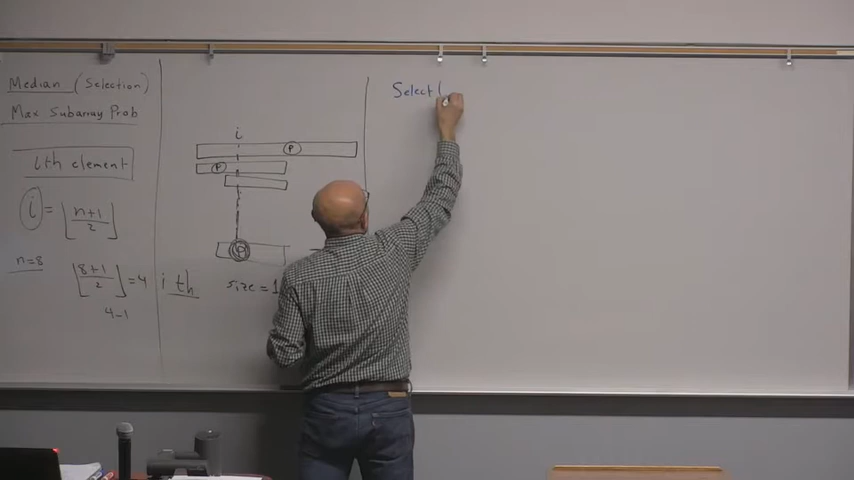 Median (Selection)
Max Subarray Prob
ith element
i = ⌊n+1/2⌋
n=8
⌊8+1/2⌋=4
4-1
i th
i
P
P
P
size=1
Select(